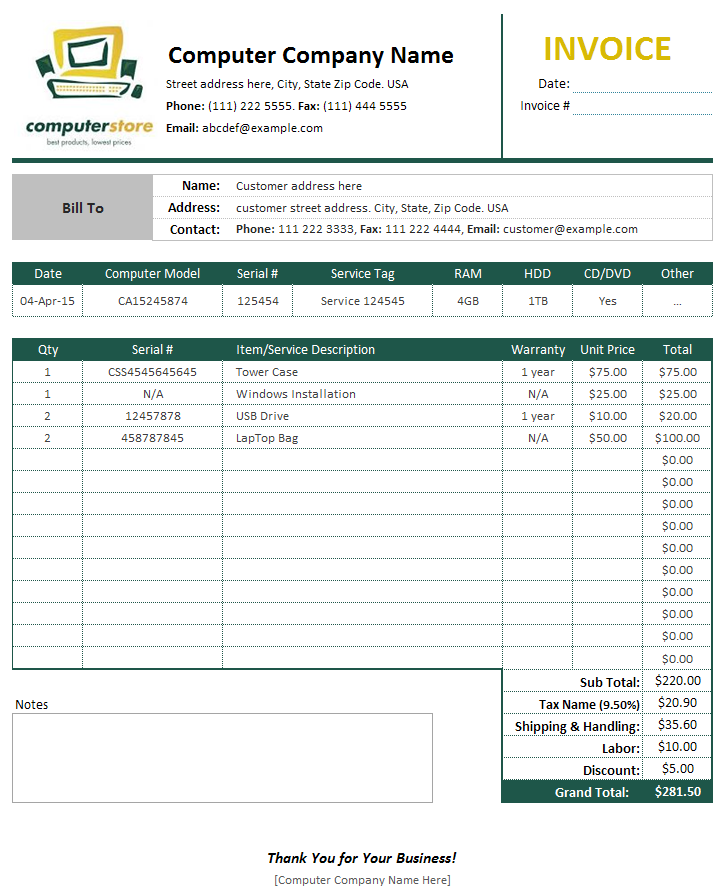 Computer Company Name
INVOICE
Street address here, City, State Zip Code. USA
Date:
Phone: (111) 222 5555. Fax: (111) 444 5555
Invoice #
Email: abcdef@example.com
computerstore
best products, lowest prices
Bill To
Name: Customer address here
Address: customer street address. City, State, Zip Code. USA
Contact: Phone: 111 222 3333, Fax: 111 222 4444, Email: customer@example.com
Date Computer Model Serial # Service Tag RAM HDD CD/DVD Other
04-Apr-15 CA15245874 125454 Service 124545 4GB 1TB Yes ...
Qty Serial # Item/Service Description Warranty Unit Price Total
1 CSS4545645645 Tower Case 1 year $75.00 $75.00
1 N/A Windows Installation N/A $25.00 $25.00
2 12457878 USB Drive 1 year $10.00 $20.00
2 458787845 LapTop Bag N/A $50.00 $100.00
$0.00
$0.00
$0.00
$0.00
$0.00
$0.00
$0.00
$0.00
$0.00
$0.00
Sub Total: $220.00
Notes
Tax Name (9.50%) $20.90
Shipping & Handling: $35.60
Labor: $10.00
Discount: $5.00
Grand Total: $281.50
Thank You for Your Business!
[Computer Company Name Here]